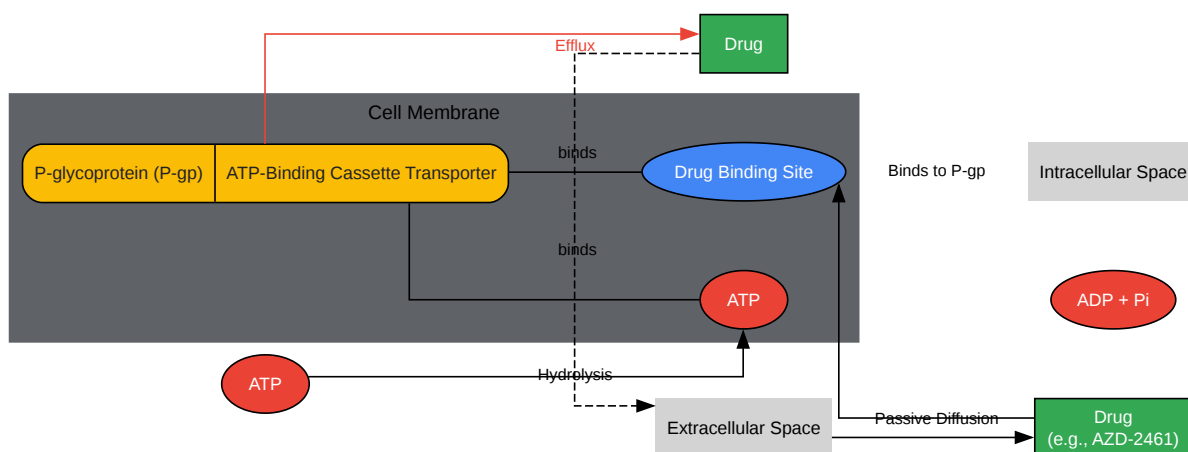 Efflux
Drug
Cell Membrane
P-glycoprotein (P-gp)
ATP-Binding Cassette Transporter
binds
Drug Binding Site
Binds to P-gp
Intracellular Space
binds
ATP
ADP + Pi
ATP
Hydrolysis
Extracellular Space
Passive Diffusion
Drug
(e.g., AZD-2461)